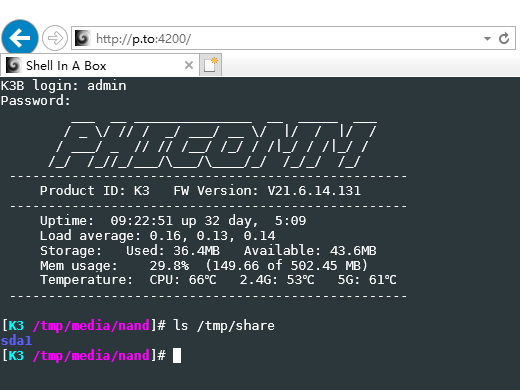 http://p.to:4200/
Shell In A Box
K3B login: admin
Password:
Product ID: K3 FW Version: V21.6.14.131
Uptime: 09:22:51 up 32 day, 5:09
Load average: 0.16, 0.13, 0.14
Storage: Used: 36.4MB Available: 43.6MB
Mem usage: 29.8% (149.66 of 502.45 MB)
Temperature: CPU: 66℃ 2.4G: 53℃ 5G: 61℃
[K3 /tmp/media/nand]# ls /tmp/share
sda1
[K3 /tmp/media/nand]#